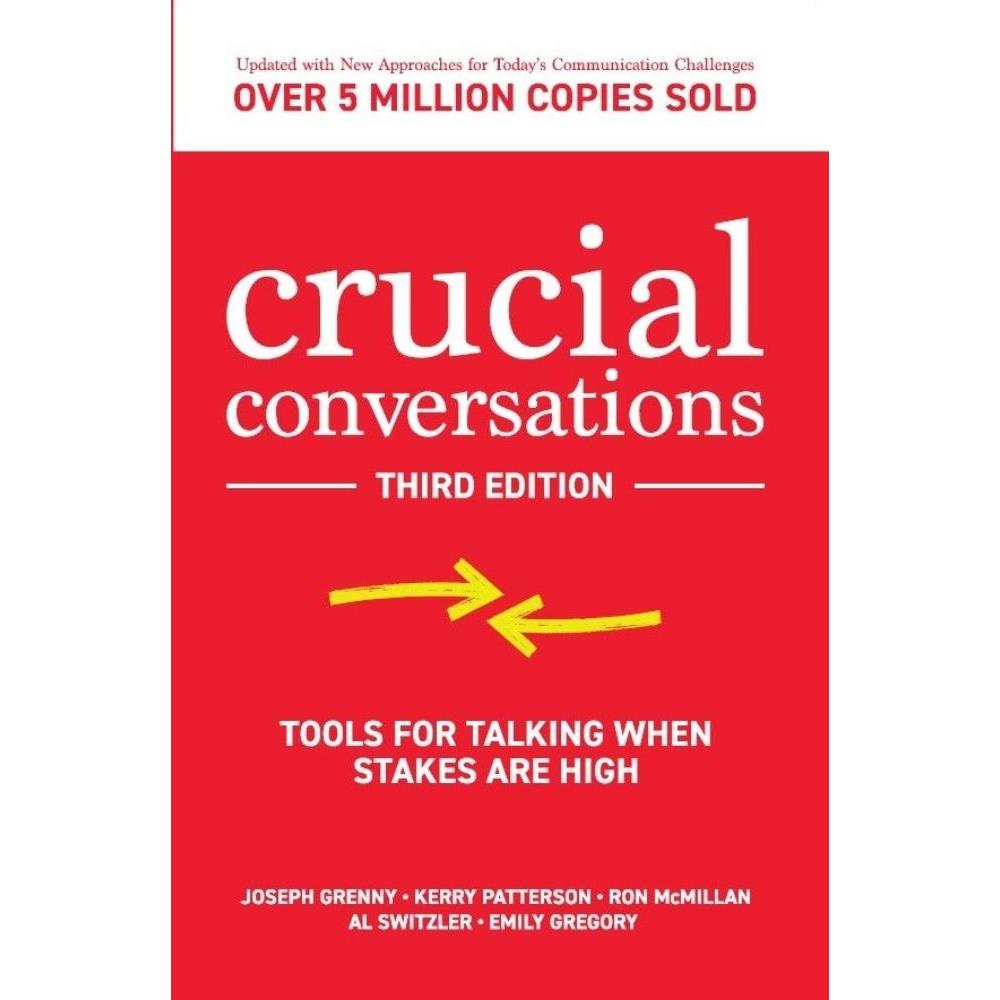 Updated with New Approaches for Today's Communication Challenges
OVER 5 MILLION COPIES SOLD
crucial
conversations
THIRD EDITION
TOOLS FOR TALKING WHEN
STAKES ARE HIGH
JOSEPH GRENNY • KERRY PATTERSON • RON McMILLAN
AL SWITZLER • EMILY GREGORY